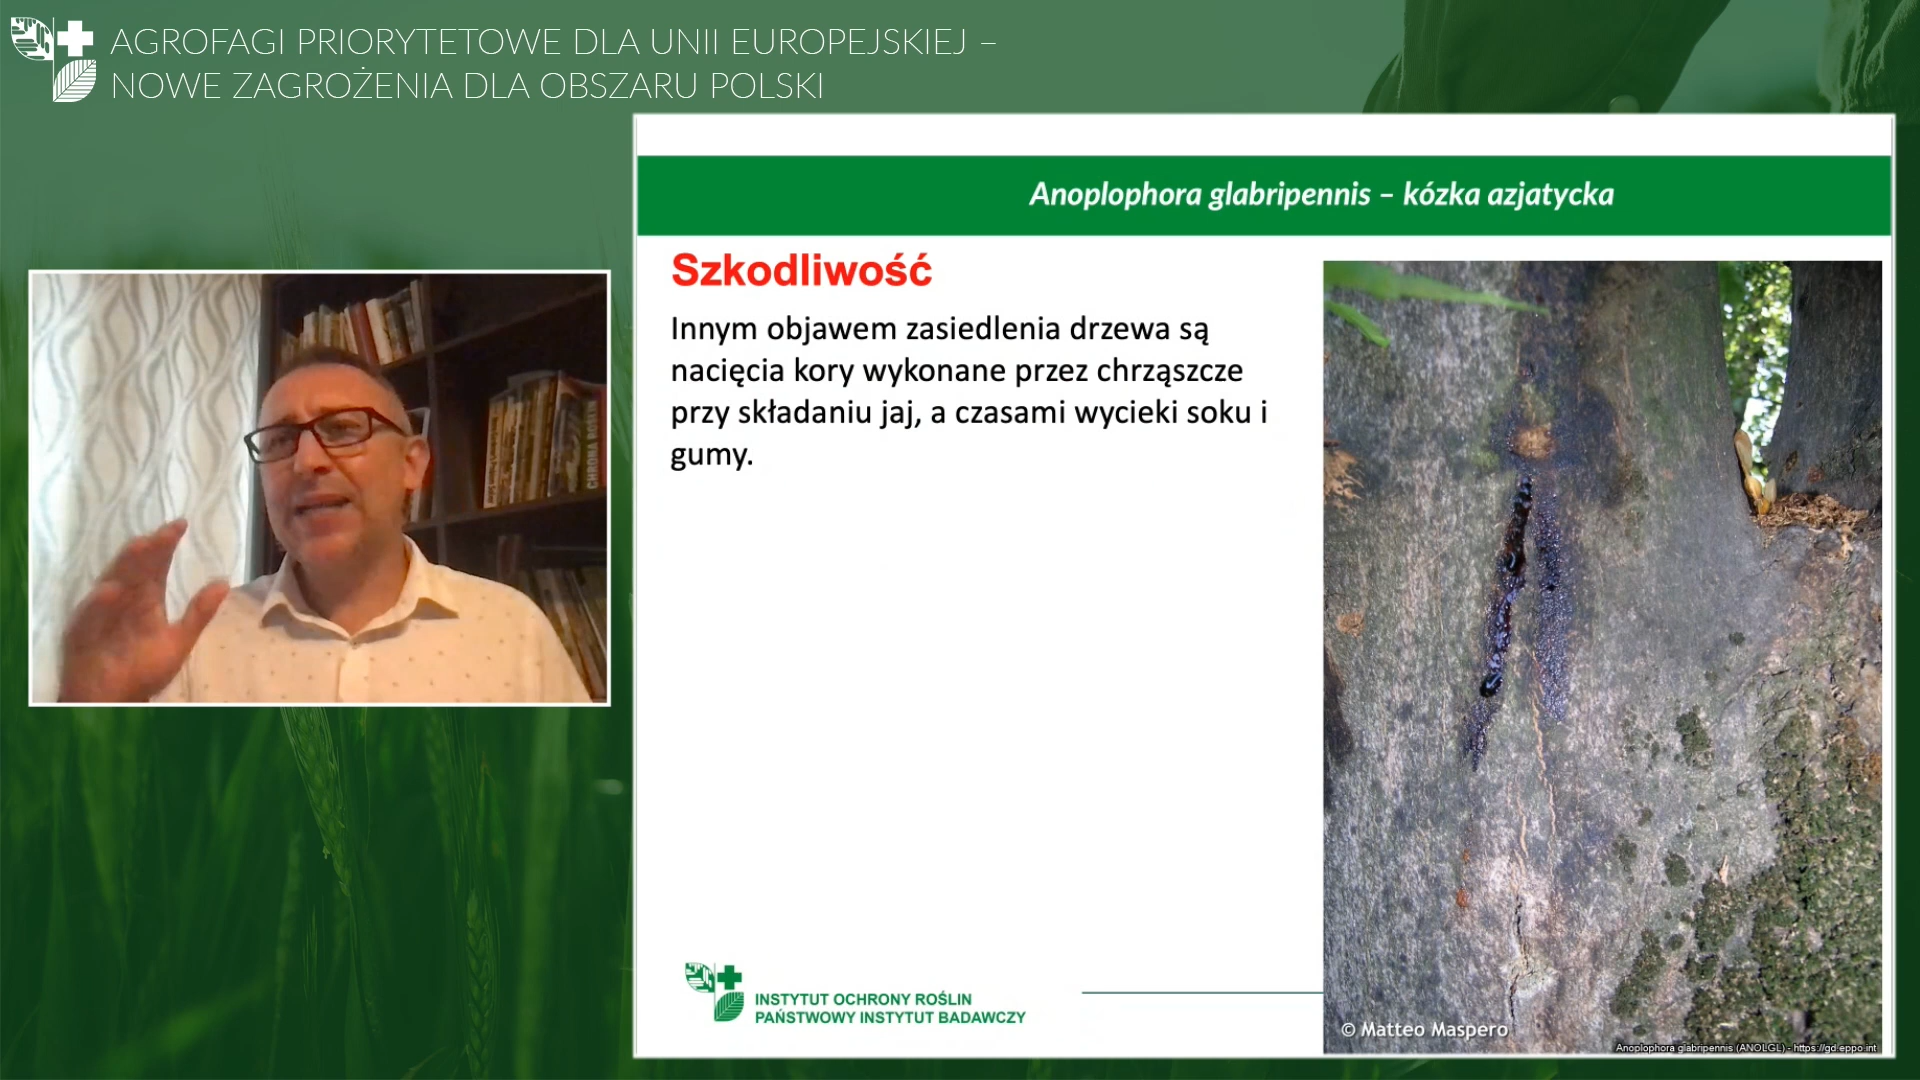 AGROFAGI PRIORYTETOWE DLA UNII EUROPEJSKIEJ –
NOWE ZAGROŻENIA DLA OBSZARU POLSKI
Anoplophora glabripennis – kózka azjatycka
Szkodliwość
Innym objawem zasiedlenia drzewa są
nacięcia kory wykonane przez chrząszcze
przy składaniu jaj, a czasami wycieki soku i
gumy.
INSTYTUT OCHRONY ROŚLIN
PAŃSTWOWY INSTYTUT BADAWCZY
© Matteo Maspero
Anoplophora glabripennis (ANOLGL) - https://gd.eppo.int